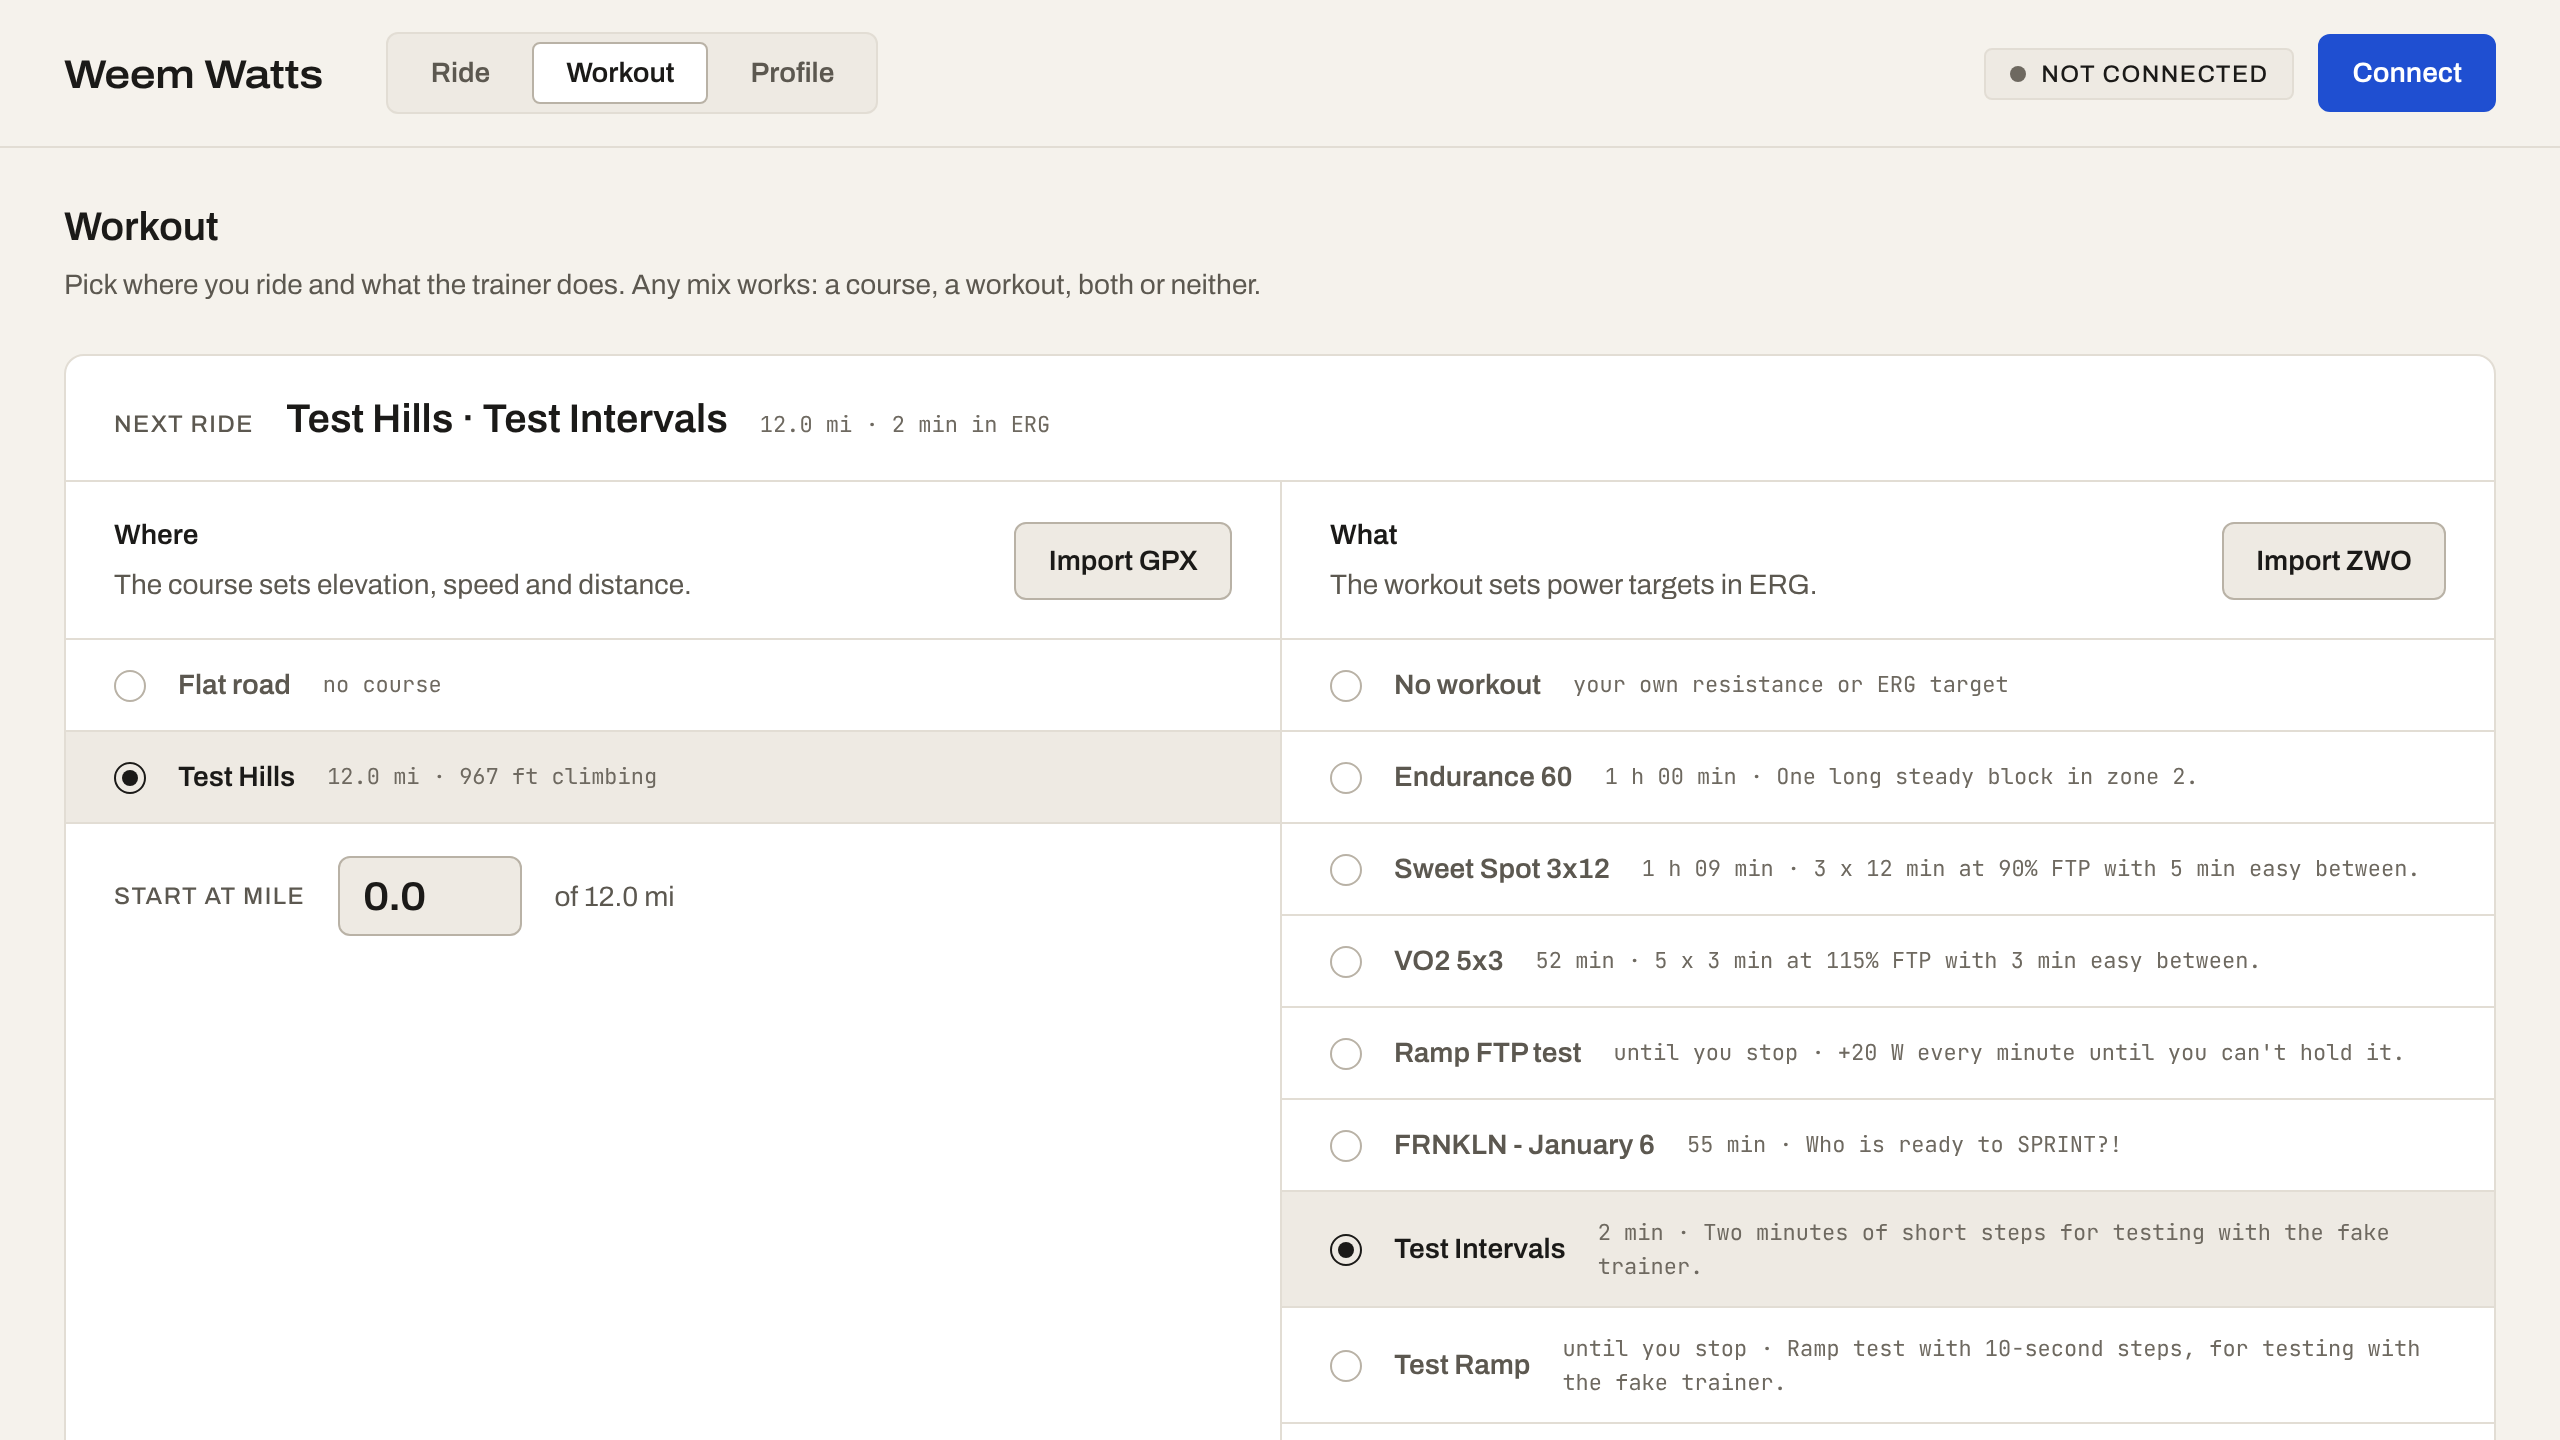 Weem Watts
Ride
Workout
Profile
NOT CONNECTED
Connect
Workout
Pick where you ride and what the trainer does. Any mix works: a course, a workout, both or neither.
NEXT RIDE Test Hills · Test Intervals 12.0 mi · 2 min in ERG
Where
The course sets elevation, speed and distance.
Import GPX
Flat road no course
Test Hills 12.0 mi · 967 ft climbing
START AT MILE 0.0 of 12.0 mi
What
The workout sets power targets in ERG.
Import ZWO
No workout your own resistance or ERG target
Endurance 60 1 h 00 min · One long steady block in zone 2.
Sweet Spot 3x12 1 h 09 min · 3 x 12 min at 90% FTP with 5 min easy between.
VO2 5x3 52 min · 5 x 3 min at 115% FTP with 3 min easy between.
Ramp FTP test until you stop · +20 W every minute until you can't hold it.
FRNKLN - January 6 55 min · Who is ready to SPRINT?!
Test Intervals 2 min · Two minutes of short steps for testing with the fake
trainer.
Test Ramp until you stop · Ramp test with 10-second steps, for testing with
the fake trainer.